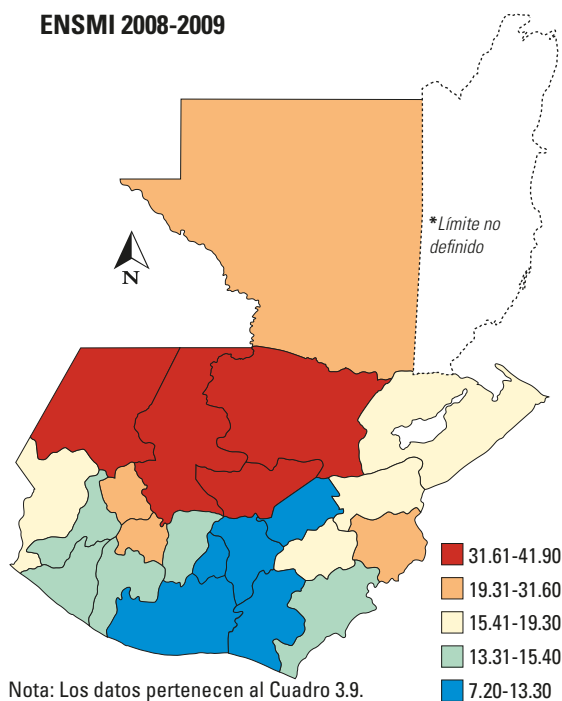 ENSMI 2008-2009
*Límite no
definido
N
31.61-41.90
19.31-31.60
15.41-19.30
13.31-15.40
7.20-13.30
Nota: Los datos pertenecen al Cuadro 3.9.